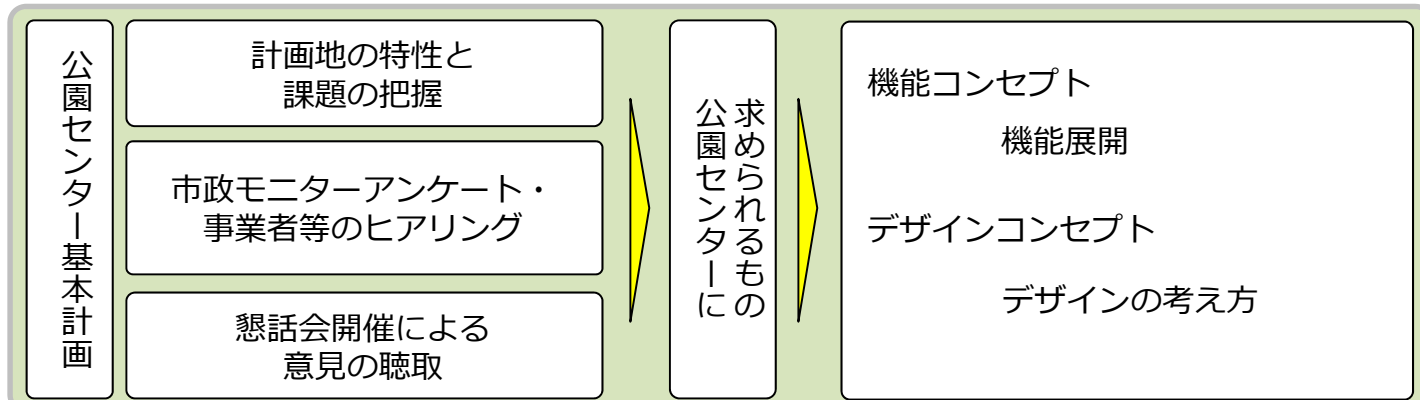 公園センター基本計画
計画地の特性と
課題の把握
市政モニターアンケート・
事業者等のヒアリング
懇話会開催による
意見の聴取
公園センターに
求められるもの
機能コンセプト
機能展開
デザインコンセプト
デザインの考え方